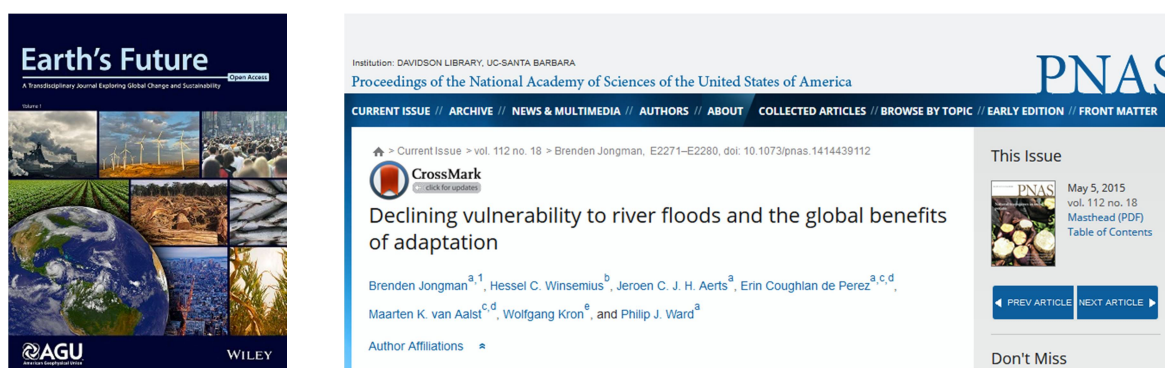 Earth's Future
Open Access
A Transdisciplinary Journal Exploring Global Change and Sustainability
Volume 1
AGU
American Geophysical Union
WILEY
Institution: DAVIDSON LIBRARY, UC-SANTA BARBARA
Proceedings of the National Academy of Sciences of the United States of America
PNAS
CURRENT ISSUE // ARCHIVE // NEWS & MULTIMEDIA // AUTHORS // ABOUT COLLECTED ARTICLES // BROWSE BY TOPIC // EARLY EDITION // FRONT MATTER
> Current Issue > vol. 112 no. 18 > Brenden Jongman, E2271–E2280, doi: 10.1073/pnas.1414439112
CrossMark
click for updates
Declining vulnerability to river floods and the global benefits
of adaptation
Brenden Jongman a,1, Hessel C. Winsemius b, Jeroen C. J. H. Aerts a, Erin Coughlan de Perez a,c,d,
Maarten K. van Aalst c,d, Wolfgang Kron e, and Philip J. Ward a
Author Affiliations
This Issue
PNAS
May 5, 2015
vol. 112 no. 18
Masthead (PDF)
Table of Contents
PREV ARTICLE NEXT ARTICLE
Don't Miss